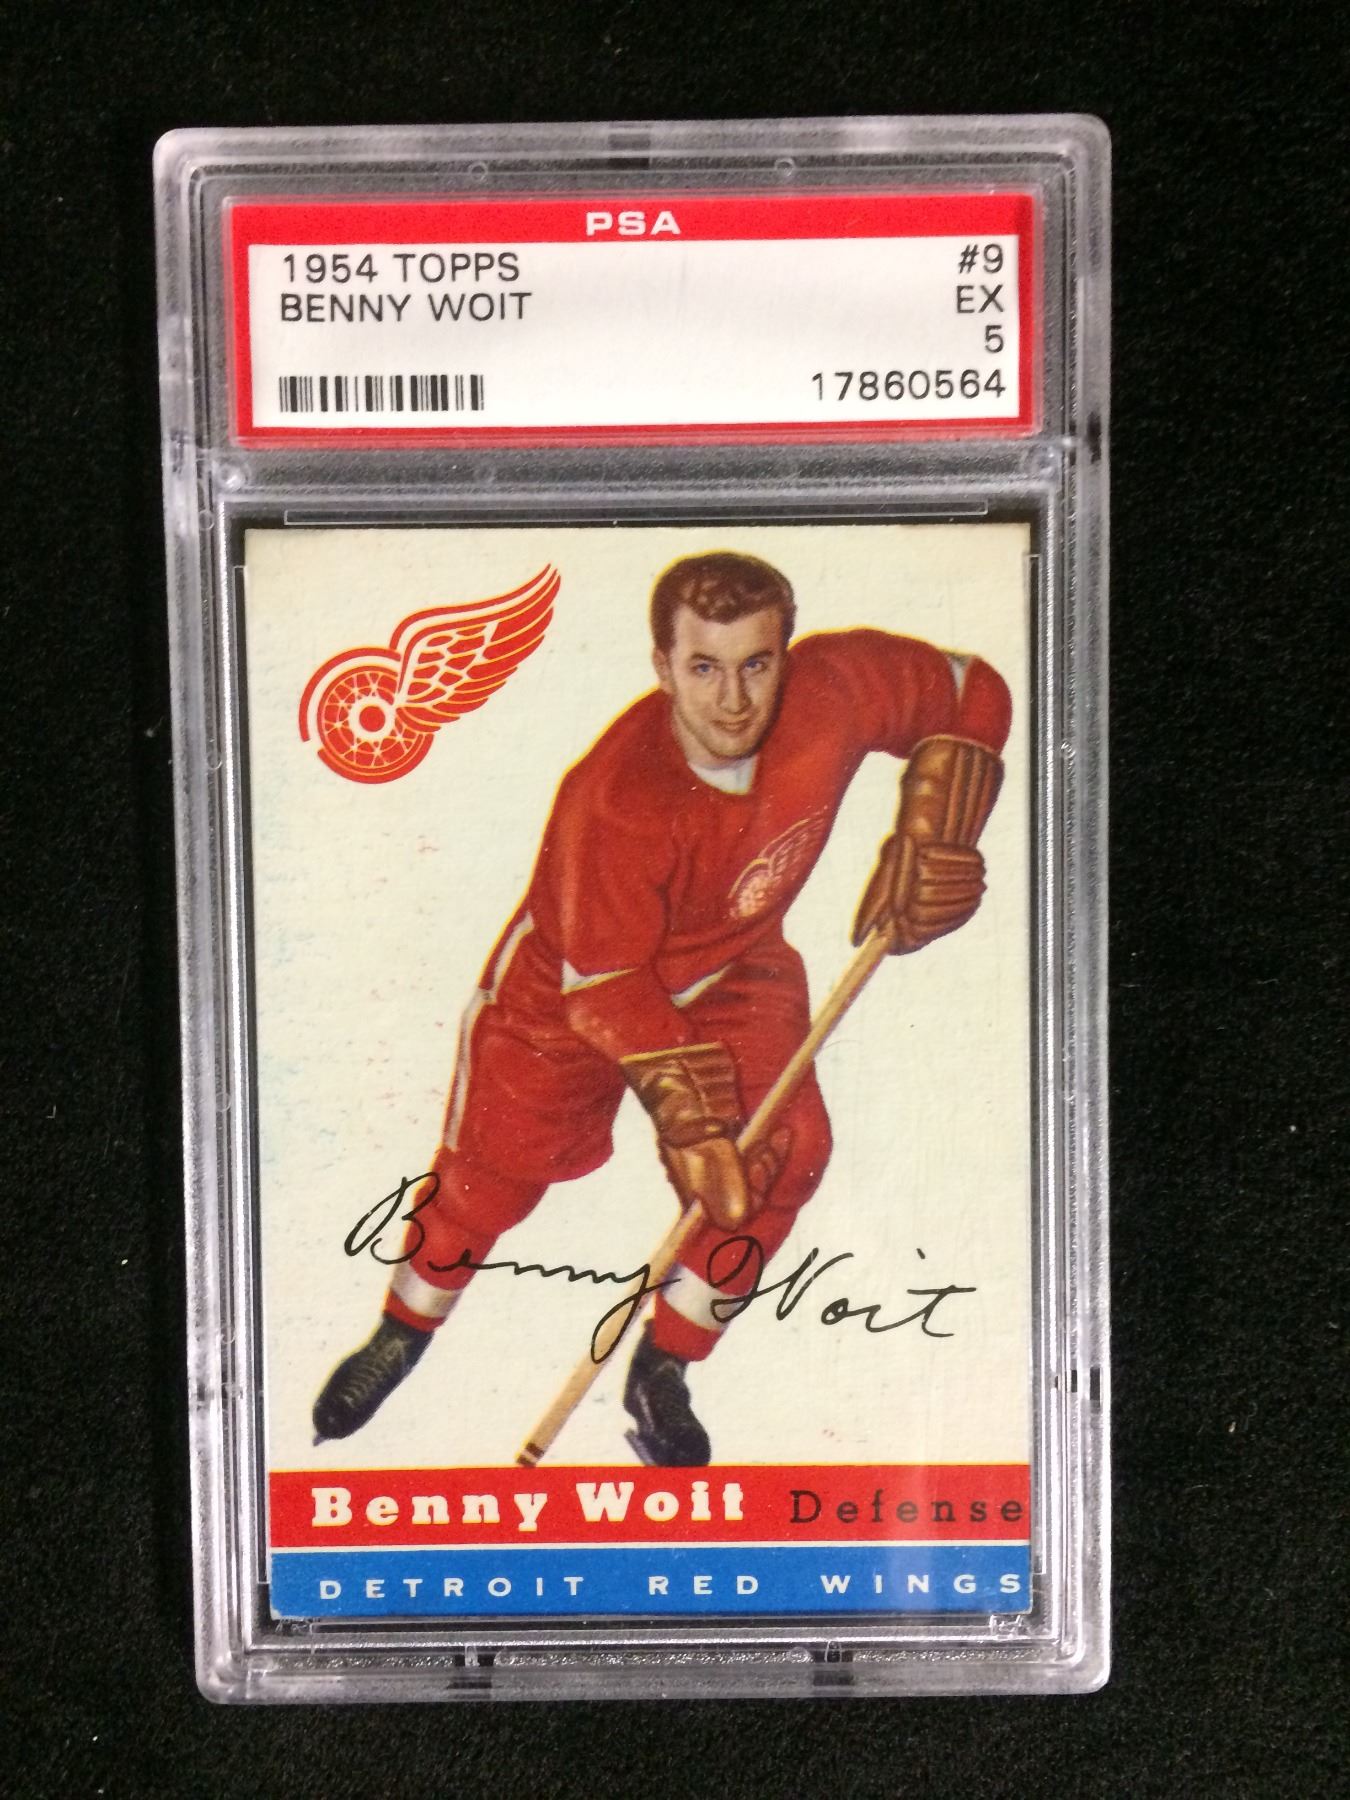 PSA
1954 TOPPS #9
BENNY WOIT EX
5
17860564
Benny Woit
Benny Woit Defense
DETROIT RED WINGS